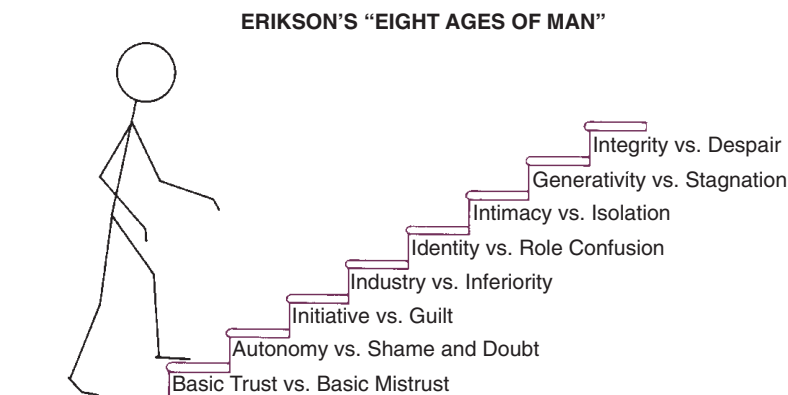 ERIKSON’S “EIGHT AGES OF MAN”
Integrity vs. Despair
Generativity vs. Stagnation
Intimacy vs. Isolation
Identity vs. Role Confusion
Industry vs. Inferiority
Initiative vs. Guilt
Autonomy vs. Shame and Doubt
Basic Trust vs. Basic Mistrust